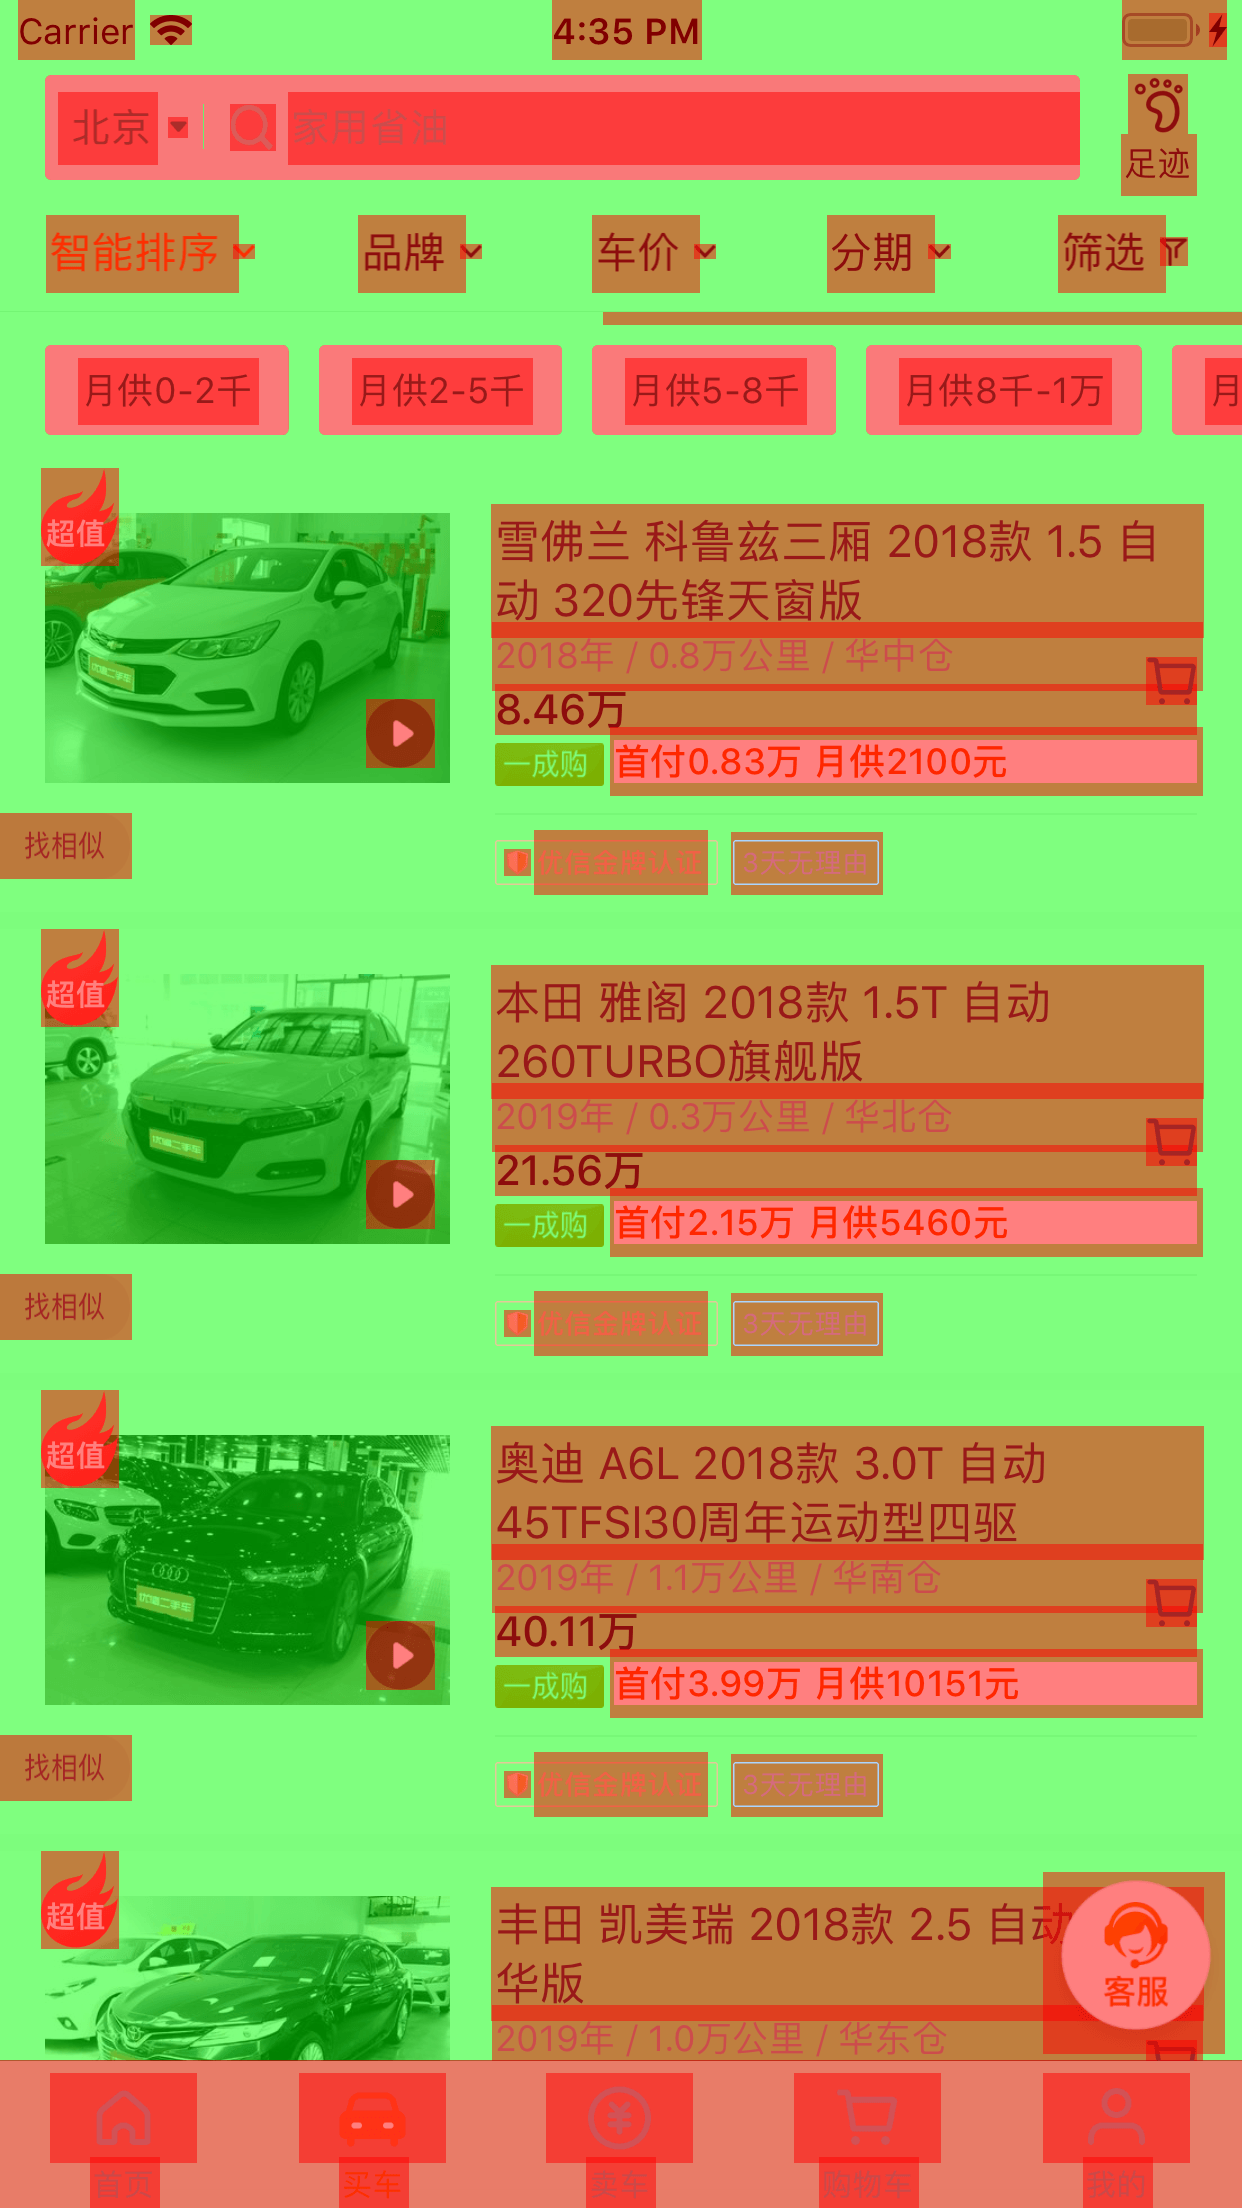 Carrier 4:35 PM
北京 家用省油
足迹
智能排序 品牌 车价 分期 筛选
月供0-2千 月供2-5千 月供5-8千 月供8千-1万 月
超值
雪佛兰 科鲁兹三厢 2018款 1.5 自
动 320先锋天窗版
2018年 / 0.8万公里 / 华中仓
8.46万
一成购 首付0.83万 月供2100元
找相似
优信金牌认证 3天无理由
超值
本田 雅阁 2018款 1.5T 自动
260TURBO旗舰版
2019年 / 0.3万公里 / 华北仓
21.56万
一成购 首付2.15万 月供5460元
找相似
优信金牌认证 3天无理由
超值
奥迪 A6L 2018款 3.0T 自动
45TFSI30周年运动型四驱
2019年 / 1.1万公里 / 华南仓
40.11万
一成购 首付3.99万 月供10151元
找相似
优信金牌认证 3天无理由
超值
丰田 凯美瑞 2018款 2.5 自动
华版
2019年 / 1.0万公里 / 华东仓
客服
首页 买车 卖车 购物车 我的